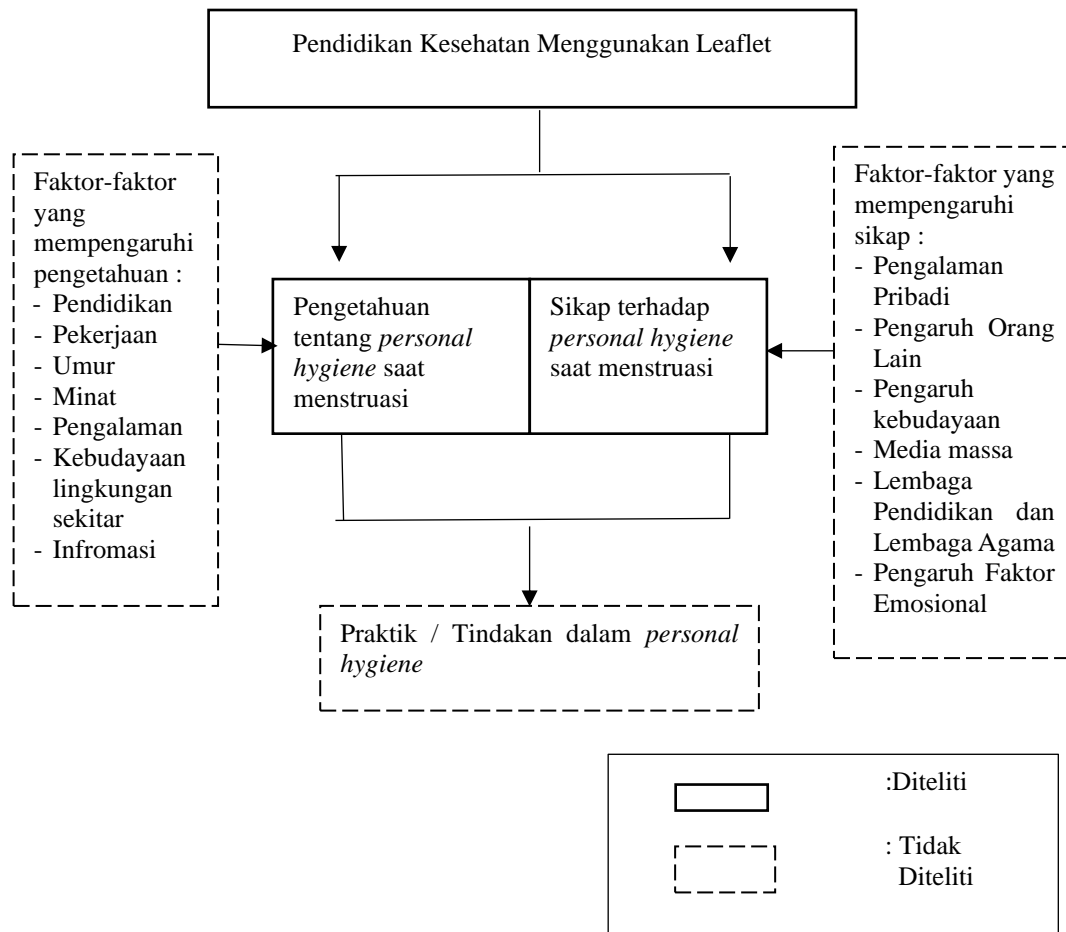 Pendidikan Kesehatan Menggunakan Leaflet
Faktor-faktor
yang
mempengaruhi
pengetahuan :
- Pendidikan
- Pekerjaan
- Umur
- Minat
- Pengalaman
- Kebudayaan
lingkungan
sekitar
- Infromasi
Pengetahuan
tentang personal
hygiene saat
menstruasi
Sikap terhadap
personal hygiene
saat menstruasi
Faktor-faktor yang
mempengaruhi
sikap :
- Pengalaman
Pribadi
- Pengaruh Orang
Lain
- Pengaruh
kebudayaan
- Media massa
- Lembaga
Pendidikan dan
Lembaga Agama
- Pengaruh Faktor
Emosional
Praktik / Tindakan dalam personal
hygiene
:Diteliti
: Tidak
Diteliti